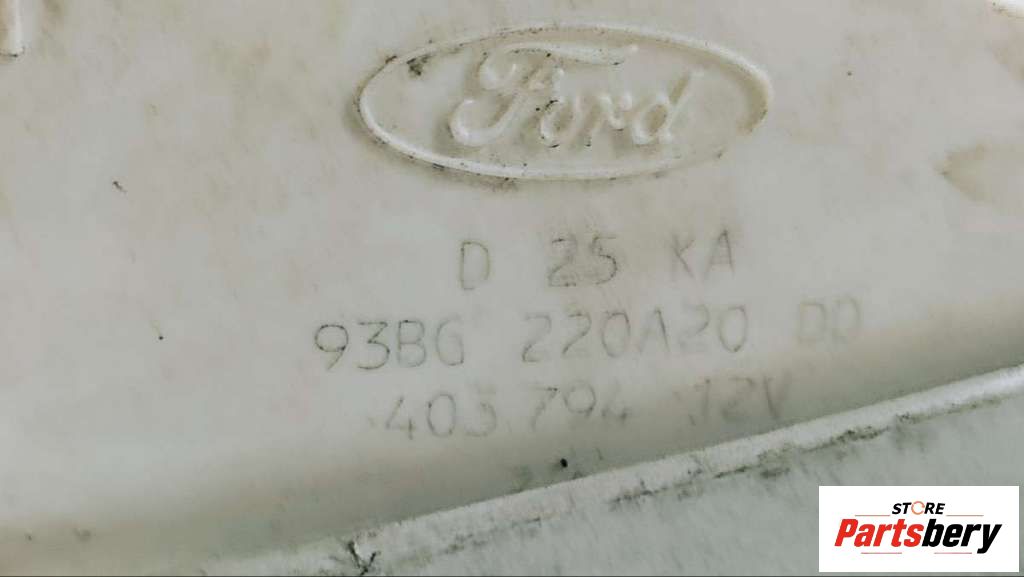 Ford
D 25 KA
93BG 220A20 DD
403 794 12V
STORE
Partsbery